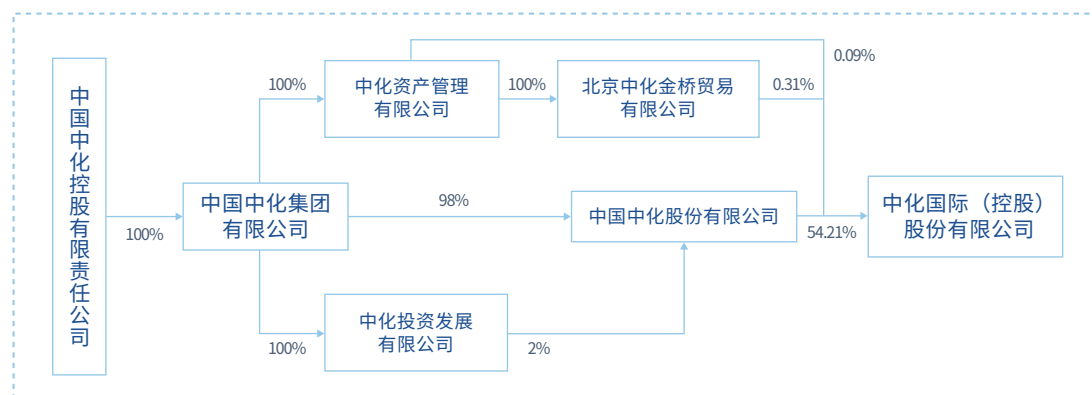 中国中化控股有限责任公司
100%
中国中化集团
有限公司
100%
中化资产管理
有限公司
100%
北京中化金桥贸易
有限公司
0.31%
0.09%
98%
中国中化股份有限公司
54.21%
中化国际（控股）
股份有限公司
100%
中化投资发展
有限公司
2%